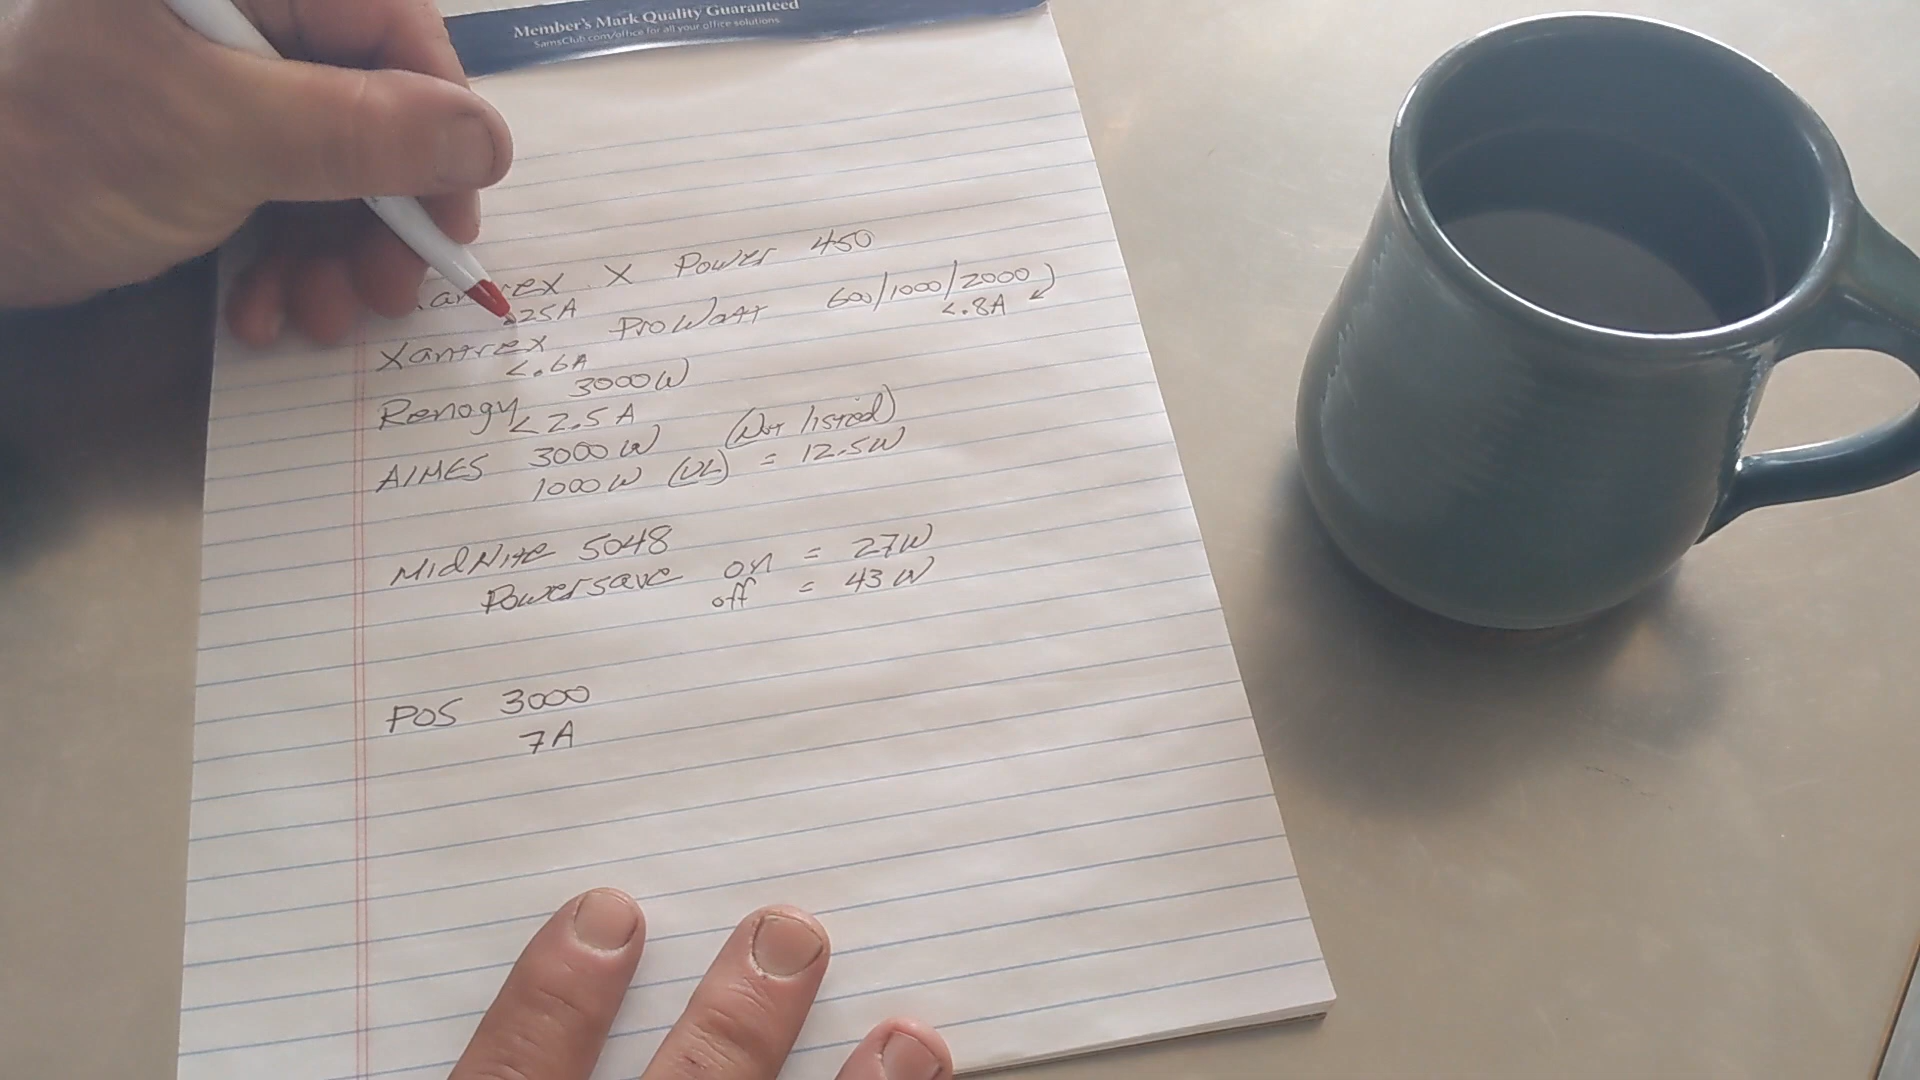 Member's Mark Quality Guaranteed
SamsClub.com/office for all your office solutions
X Power 450
25A
Xantrex ProWatt 600/1000/2000)
<.6A <.8A
Renogy 3000W
<2.5A
AIMES 3000W (Not listed)
1000W (UL) = 12.5W
MidNite 5048
Powersave on = 27W
off = 43W
POS 3000
7A